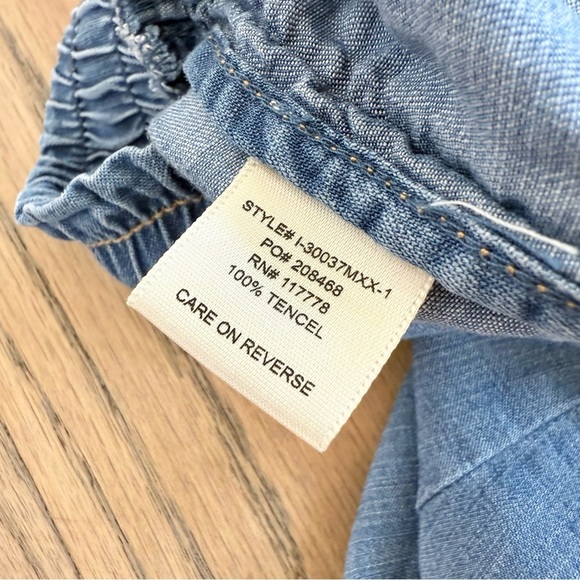 STYLE# I-30037MXX-1
PO# 208468
RN# 117778
100% TENCEL
CARE ON REVERSE